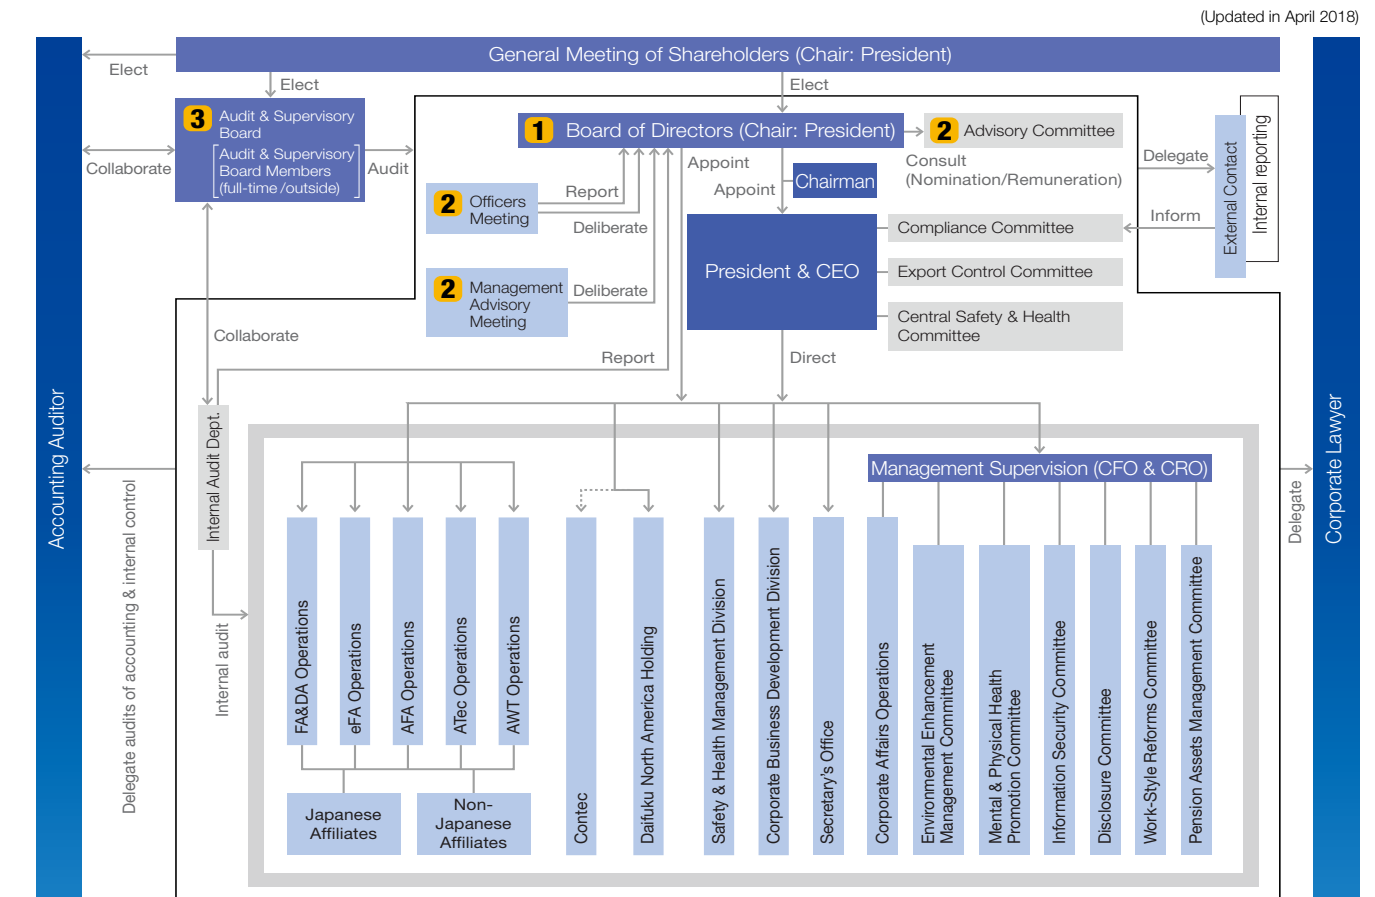 (Updated in April 2018)
General Meeting of Shareholders (Chair: President)
Elect
Elect
Elect
3
Audit & Supervisory
Board
Audit & Supervisory
Board Members
(full-time/outside)
Collaborate
Audit
1 Board of Directors (Chair: President)
2 Advisory Committee
Consult
(Nomination/Remuneration)
Appoint
Appoint
Chairman
Delegate
Inform
External Contact
Internal reporting
2 Officers
Meeting
Report
Deliberate
2 Management
Advisory
Meeting
Deliberate
President & CEO
Compliance Committee
Export Control Committee
Central Safety & Health
Committee
Collaborate
Report
Direct
Accounting Auditor
Corporate Lawyer
Delegate
Delegate audits of accounting & internal control
Internal Audit Dept.
Internal audit
Management Supervision (CFO & CRO)
FA&DA Operations
eFA Operations
AFA Operations
ATec Operations
AWT Operations
Japanese
Affiliates
Non-
Japanese
Affiliates
Contec
Daifuku North America Holding
Safety & Health Management Division
Corporate Business Development Division
Secretary's Office
Corporate Affairs Operations
Environmental Enhancement
Management Committee
Mental & Physical Health
Promotion Committee
Information Security Committee
Disclosure Committee
Work-Style Reforms Committee
Pension Assets Management Committee